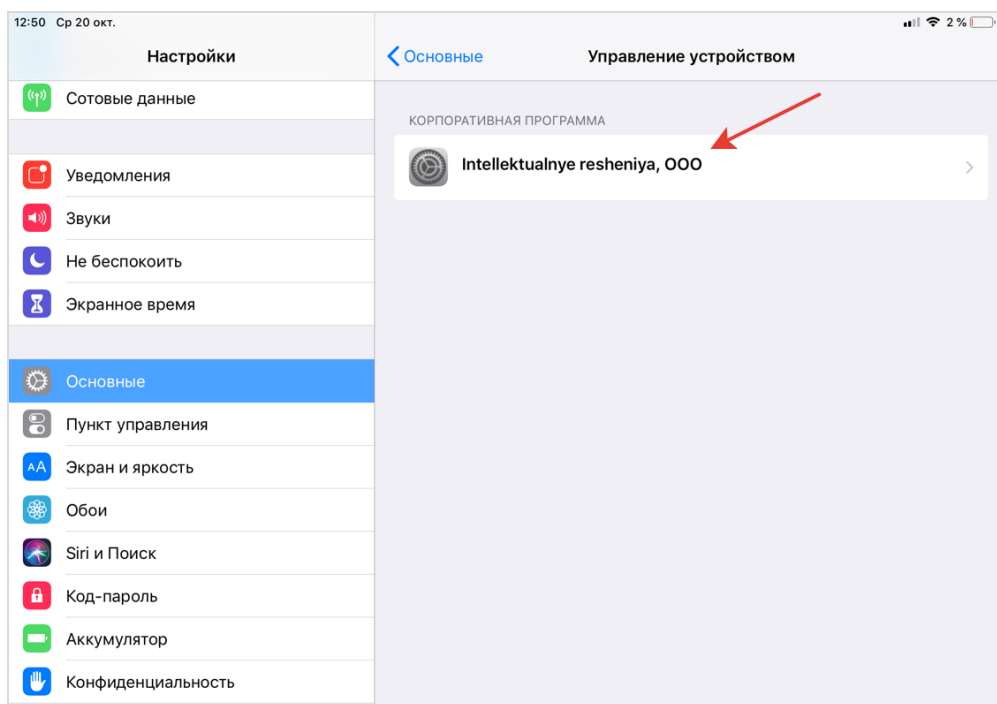 12:50 Ср 20 окт.
2 %
Настройки
Основные
Управление устройством
Сотовые данные
Уведомления
Звуки
Не беспокоить
Экранное время
Основные
Пункт управления
AA
Экран и яркость
Обои
Siri и Поиск
Код-пароль
Аккумулятор
Конфиденциальность
КОРПОРАТИВНАЯ ПРОГРАММА
Intellektualnye resheniya, OOO